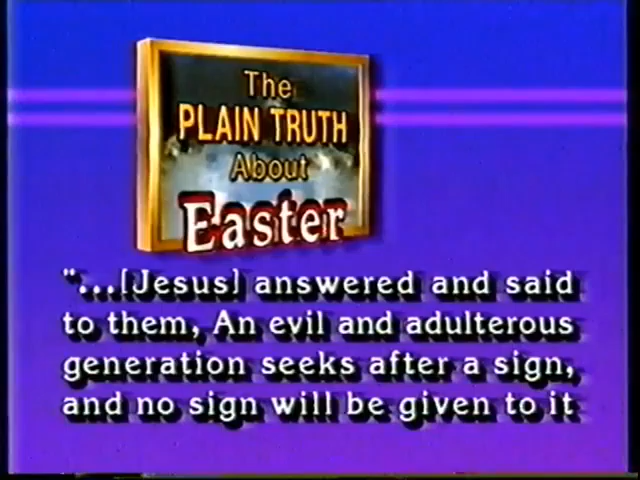 The
PLAIN TRUTH
About
Easter
"...[Jesus] answered and said
to them, An evil and adulterous
generation seeks after a sign,
and no sign will be given to it